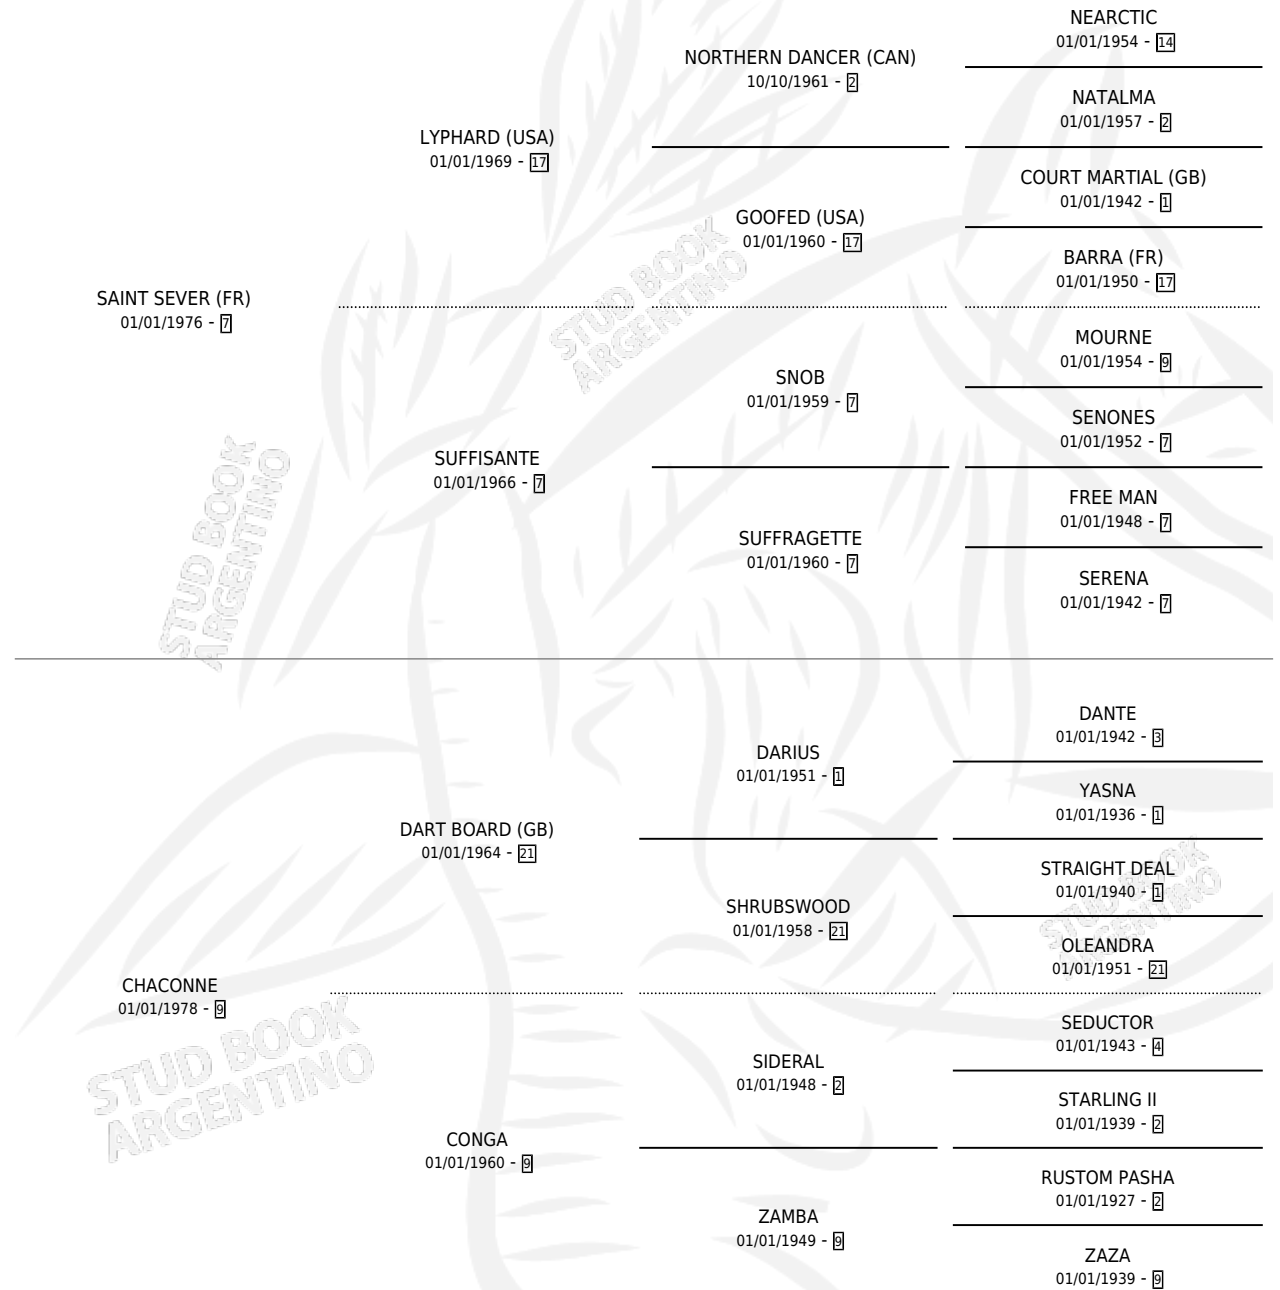 NEARCTIC
01/01/1954 - 14
NORTHERN DANCER (CAN)
10/10/1961 - 2
NATALMA
01/01/1957 - 2
LYPHARD (USA)
01/01/1969 - 17
COURT MARTIAL (GB)
01/01/1942 - 1
GOOFED (USA)
01/01/1960 - 17
BARRA (FR)
01/01/1950 - 17
SAINT SEVER (FR)
01/01/1976 - 7
MOURNE
01/01/1954 - 9
SNOB
01/01/1959 - 7
SENONES
01/01/1952 - 7
SUFFISANTE
01/01/1966 - 7
FREE MAN
01/01/1948 - 7
SUFFRAGETTE
01/01/1960 - 7
SERENA
01/01/1942 - 7
STUD BOOK
ARGENTINO
STUD BOOK
ARGENTINO
DANTE
01/01/1942 - 3
DARIUS
01/01/1951 - 1
YASNA
01/01/1936 - 1
DART BOARD (GB)
01/01/1964 - 21
STRAIGHT DEAL
01/01/1940 - 1
SHRUBSWOOD
01/01/1958 - 21
OLEANDRA
01/01/1951 - 21
STUD BOOK
ARGENTINO
CHACONNE
01/01/1978 - 9
STUD BOOK
ARGENTINO
SEDUCTOR
01/01/1943 - 4
SIDERAL
01/01/1948 - 2
STARLING II
01/01/1939 - 2
CONGA
01/01/1960 - 9
RUSTOM PASHA
01/01/1927 - 2
ZAMBA
01/01/1949 - 9
ZAZA
01/01/1939 - 9